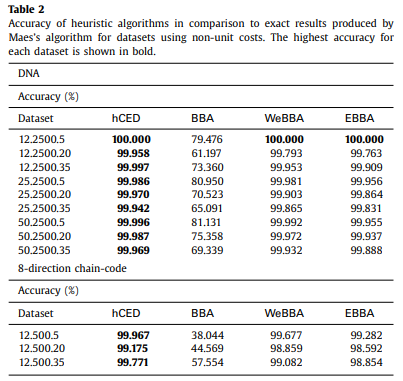 Table 2
Accuracy of heuristic algorithms in comparison to exact results produced by
Maes's algorithm for datasets using non-unit costs. The highest accuracy for
each dataset is shown in bold.
DNA
Accuracy (%)
Dataset hCED BBA WeBBA EBBA
12.2500.5 100.000 79.476 100.000 100.000
12.2500.20 99.958 61.197 99.793 99.763
12.2500.35 99.997 73.360 99.953 99.909
25.2500.5 99.986 80.950 99.981 99.956
25.2500.20 99.970 70.523 99.903 99.864
25.2500.35 99.942 65.091 99.865 99.831
50.2500.5 99.996 81.131 99.992 99.955
50.2500.20 99.987 75.358 99.972 99.937
50.2500.35 99.969 69.339 99.932 99.888
8-direction chain-code
Accuracy (%)
Dataset hCED BBA WeBBA EBBA
12.500.5 99.967 38.044 99.677 99.282
12.500.20 99.175 44.569 98.859 98.592
12.500.35 99.771 57.554 99.082 98.854